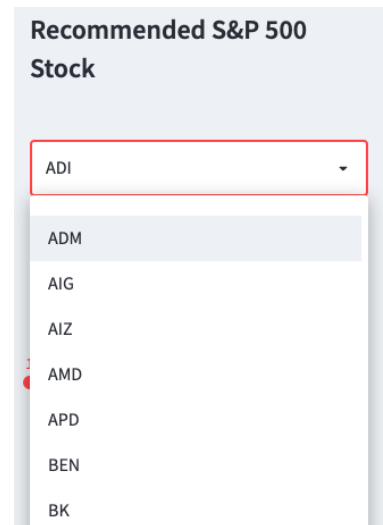 Recommended S&P 500
Stock
ADI
ADM
AIG
AIZ
AMD
APD
BEN
BK